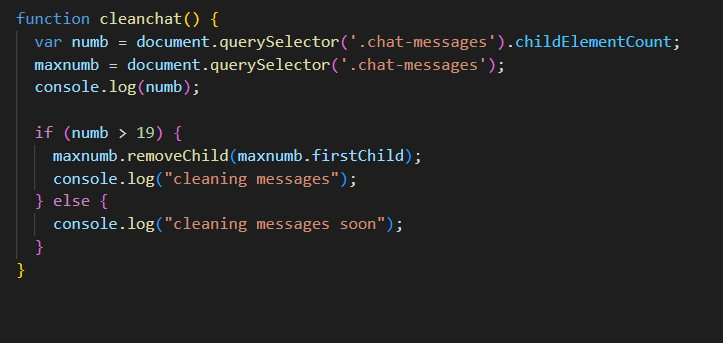 function cleanchat() {
  var numb = document.querySelector('.chat-messages').childElementCount;
  maxnumb = document.querySelector('.chat-messages');
  console.log(numb);

  if (numb > 19) {
    maxnumb.removeChild(maxnumb.firstChild);
    console.log("cleaning messages");
  } else {
    console.log("cleaning messages soon");
  }
}